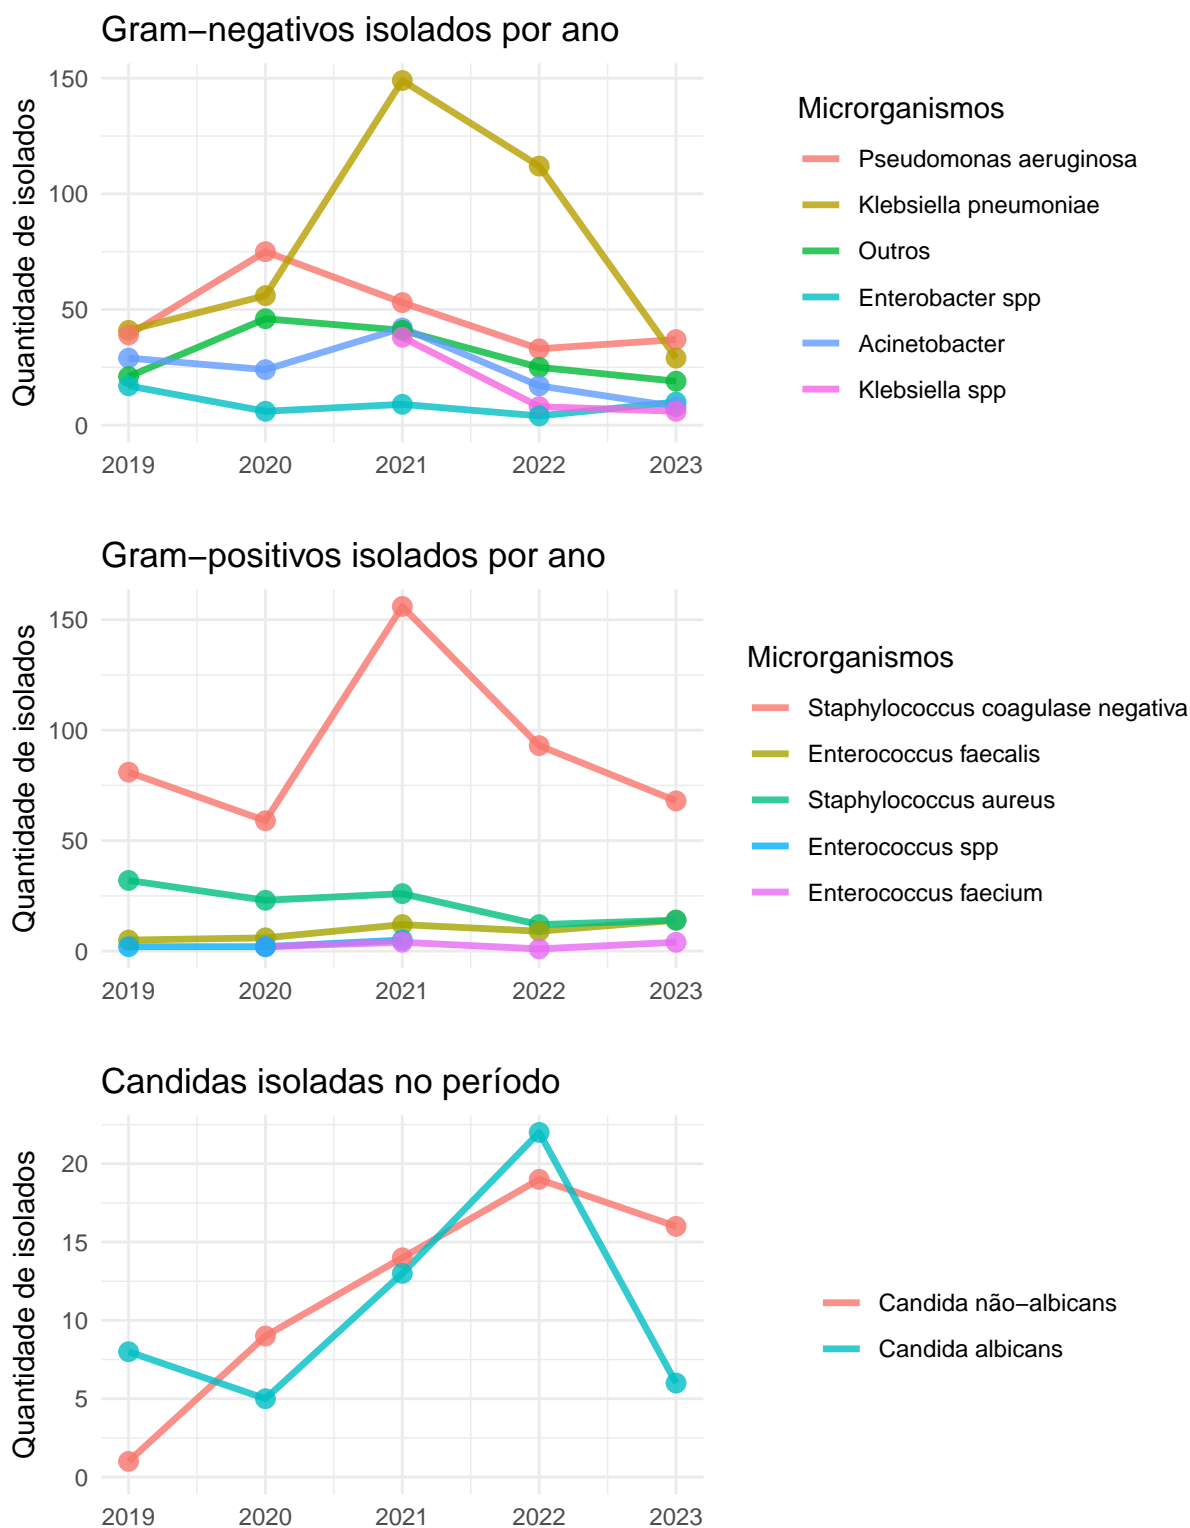 Gram−negativos isolados por ano
Quantidade de isolados
150
100
50
0
2019 2020 2021 2022 2023
Microrganismos
Pseudomonas aeruginosa
Klebsiella pneumoniae
Outros
Enterobacter spp
Acinetobacter
Klebsiella spp
Gram−positivos isolados por ano
Quantidade de isolados
150
100
50
0
2019 2020 2021 2022 2023
Microrganismos
Staphylococcus coagulase negativa
Enterococcus faecalis
Staphylococcus aureus
Enterococcus spp
Enterococcus faecium
Candidas isoladas no período
Quantidade de isolados
20
15
10
5
0
2019 2020 2021 2022 2023
Candida não−albicans
Candida albicans